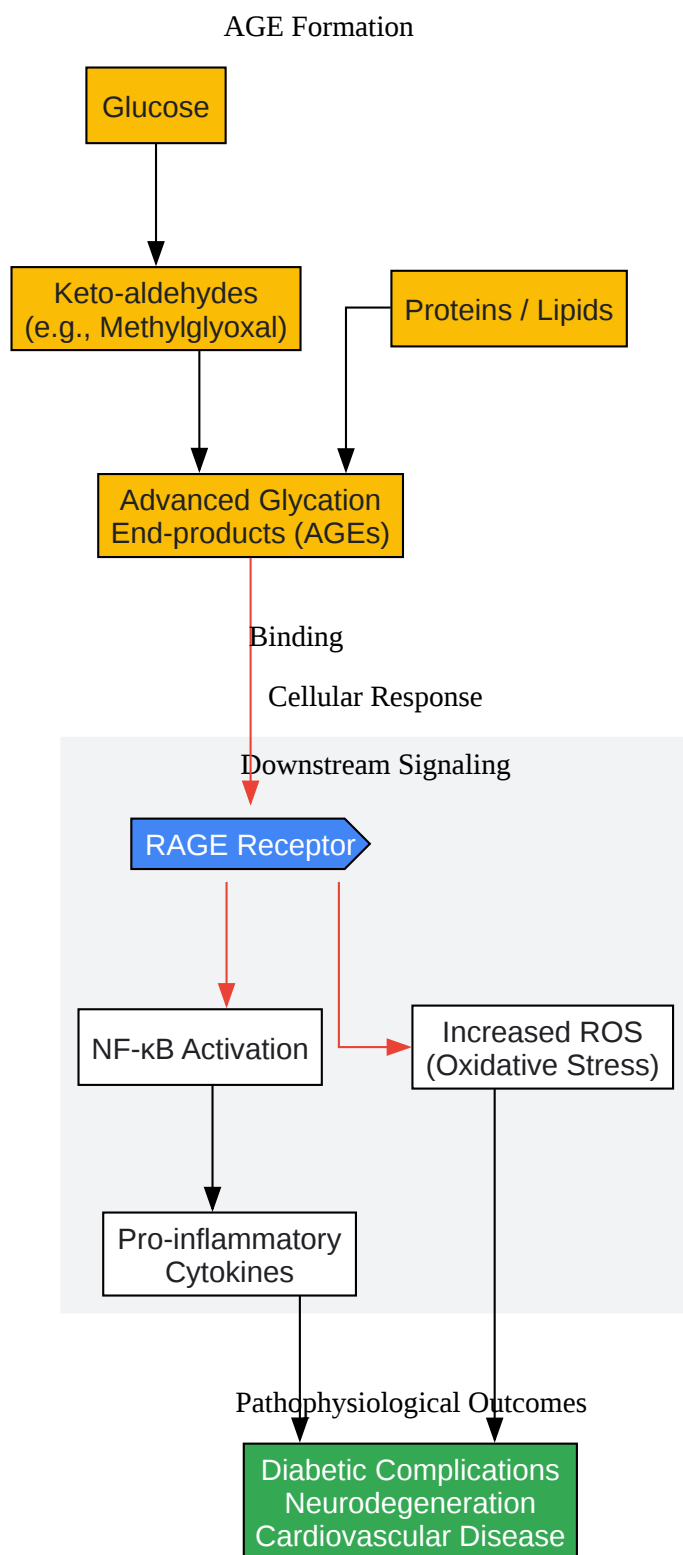 AGE Formation
Glucose
Keto-aldehydes
(e.g., Methylglyoxal)
Proteins / Lipids
Advanced Glycation
End-products (AGEs)
Binding
Cellular Response
Downstream Signaling
RAGE Receptor
NF-κB Activation
Increased ROS
(Oxidative Stress)
Pro-inflammatory
Cytokines
Pathophysiological Outcomes
Diabetic Complications
Neurodegeneration
Cardiovascular Disease